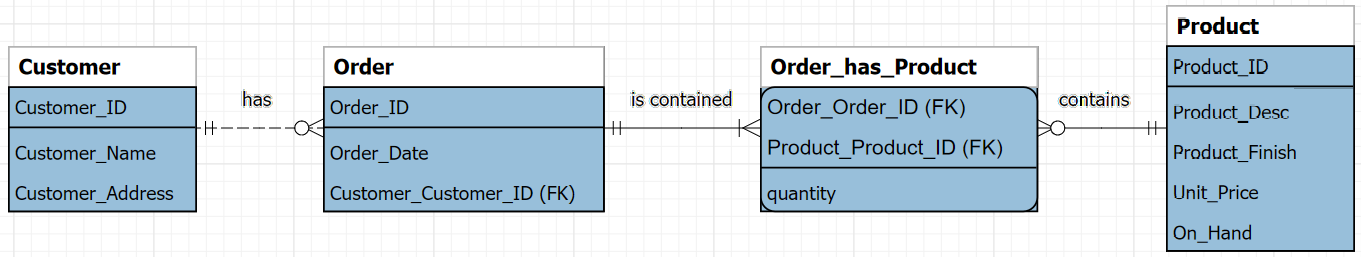 Customer
Customer_ID
Customer_Name
Customer_Address
has
Order
Order_ID
Order_Date
Customer_Customer_ID (FK)
is contained
Order_has_Product
Order_Order_ID (FK)
Product_Product_ID (FK)
quantity
contains
Product
Product_ID
Product_Desc
Product_Finish
Unit_Price
On_Hand